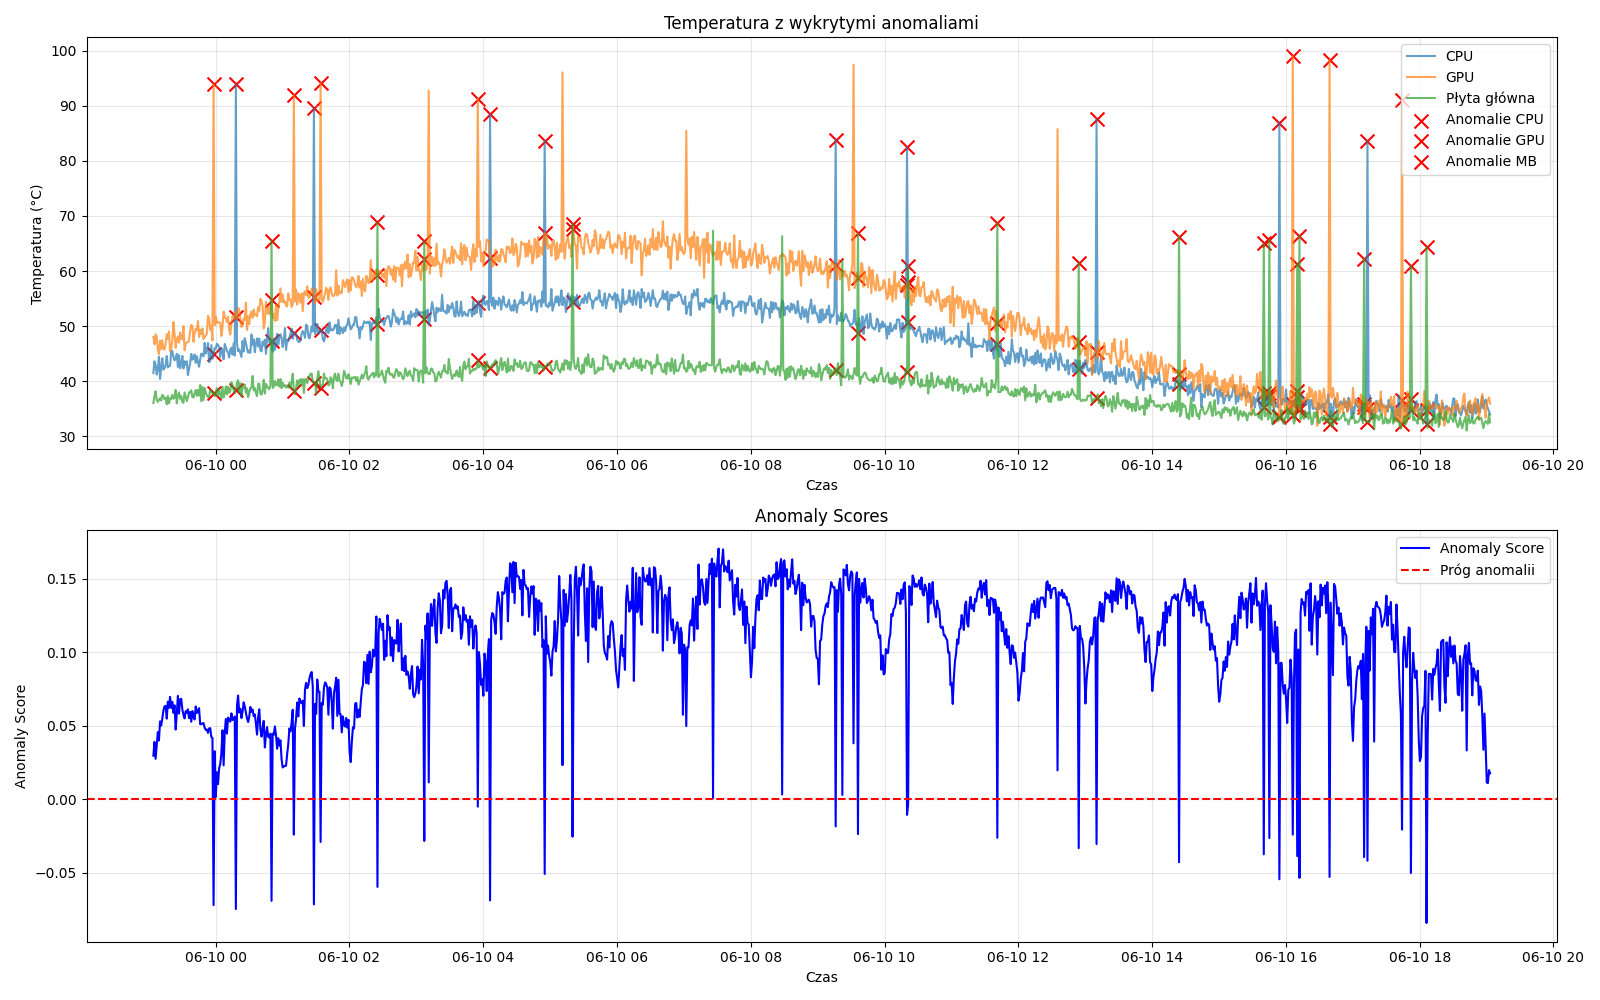 Temperatura z wykrytymi anomaliami
Temperatura (°C)
100
90
80
70
60
50
40
30
CPU
GPU
Płyta główna
Anomalie CPU
Anomalie GPU
Anomalie MB
06-10 00
06-10 02
06-10 04
06-10 06
06-10 08
06-10 10
06-10 12
06-10 14
06-10 16
06-10 18
06-10 20
Czas
Anomaly Scores
Anomaly Score
0.15
0.10
0.05
0.00
−0.05
Anomaly Score
Próg anomalii
06-10 00
06-10 02
06-10 04
06-10 06
06-10 08
06-10 10
06-10 12
06-10 14
06-10 16
06-10 18
06-10 20
Czas